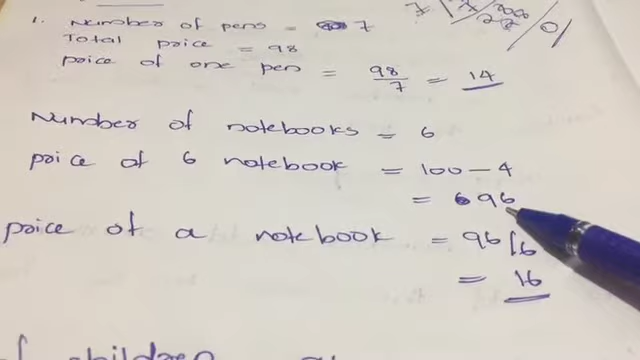 1. Number of pens = 7
Total price = 98
price of one pen = 98/7 = 14
Number of notebooks = 6
price of 6 notebook = 100 - 4
= 96
price of a notebook = 96/6
= 16
of children